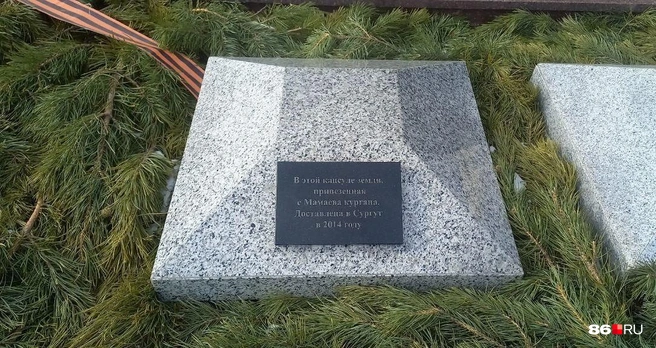 В этой капсуле земля,
привезенная
с Мамаева кургана.
Доставлена в Сургут
в 2014 году
86.RU